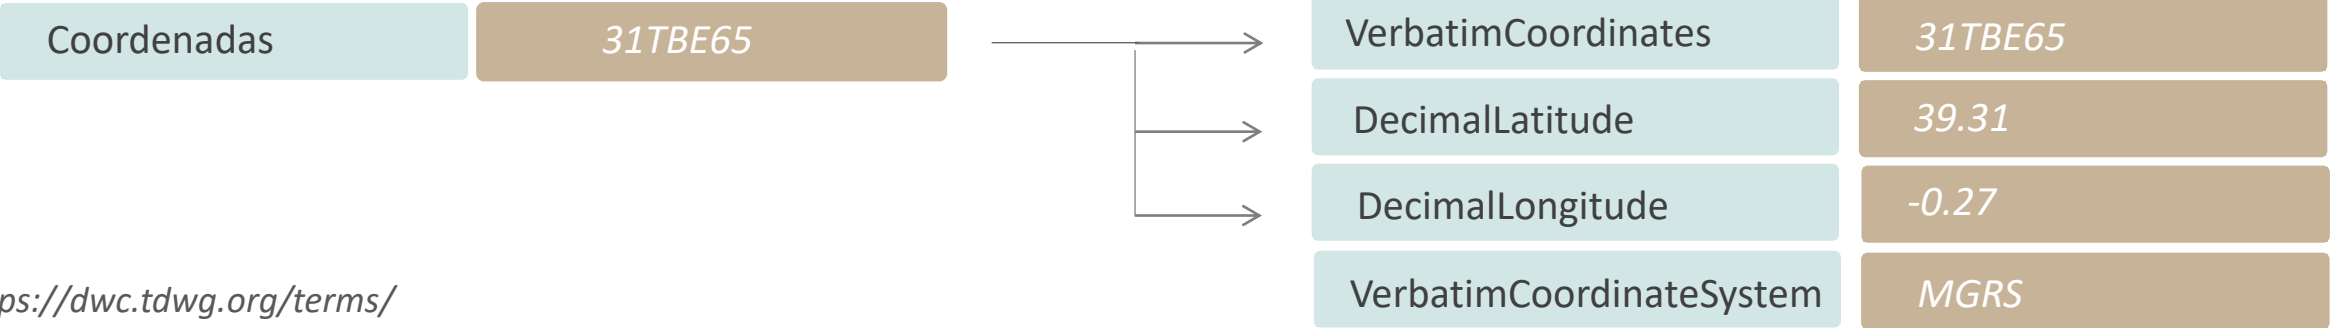 Coordenadas 31TBE65 VerbatimCoordinates 31TBE65
DecimalLatitude 39.31
DecimalLongitude -0.27
VerbatimCoordinateSystem MGRS
ps://dwc.tdwg.org/terms/